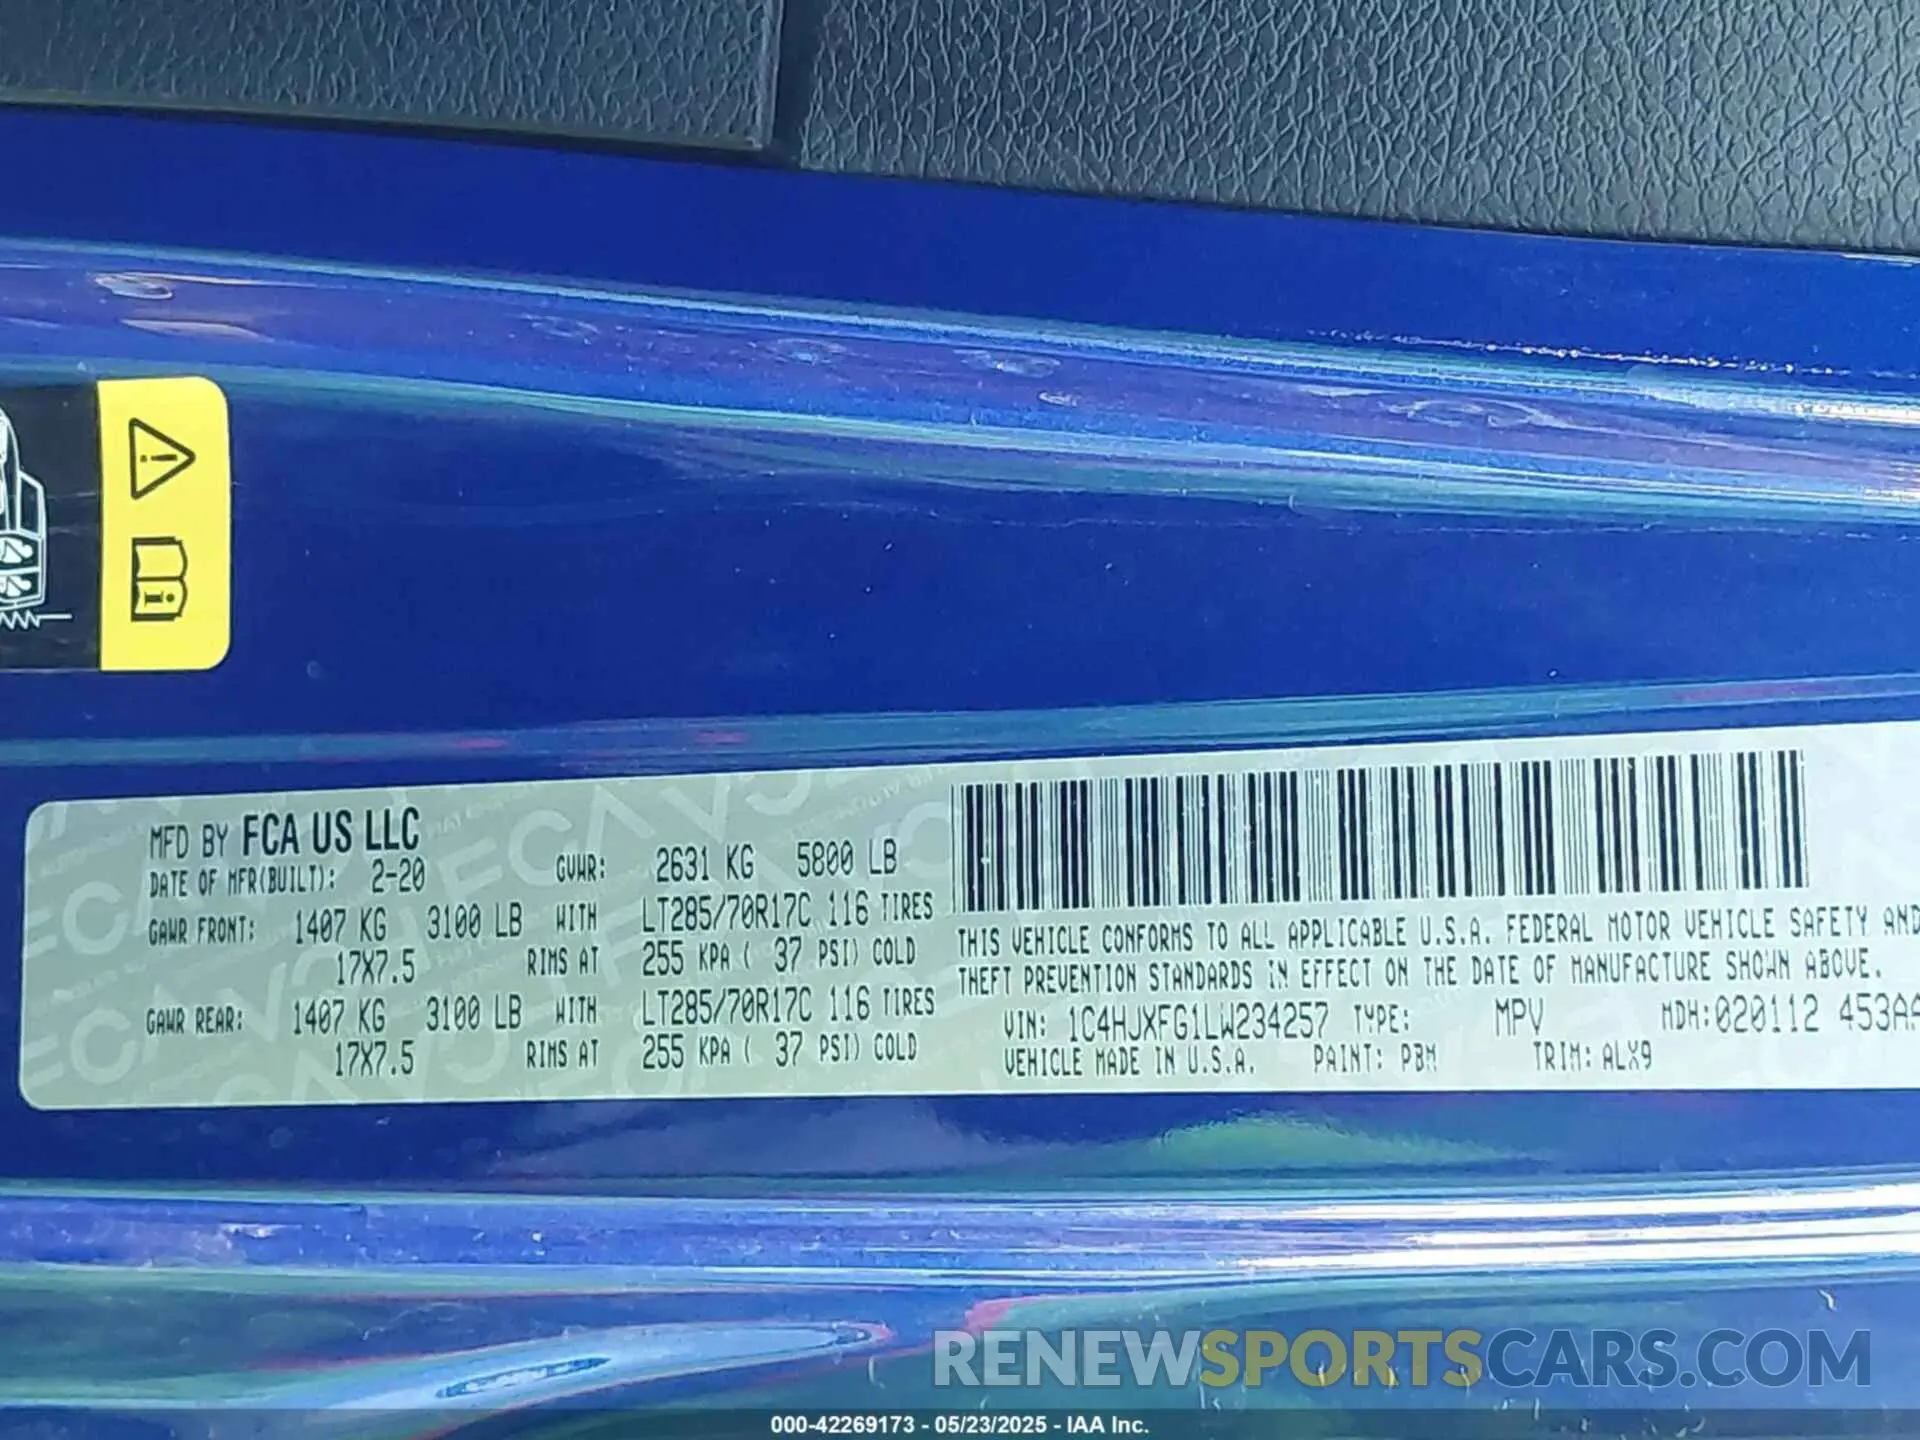 MFD BY FCA US LLC
DATE OF MFR(BUILT): 2-20 GVWR: 2631 KG 5800 LB
GAWR FRONT: 1407 KG 3100 LB WITH LT285/70R17C 116 TIRES
17X7.5 RIMS AT 255 KPA ( 37 PSI) COLD
GAWR REAR: 1407 KG 3100 LB WITH LT285/70R17C 116 TIRES
17X7.5 RIMS AT 255 KPA ( 37 PSI) COLD
THIS VEHICLE CONFORMS TO ALL APPLICABLE U.S.A. FEDERAL MOTOR VEHICLE SAFETY AND
THEFT PREVENTION STANDARDS IN EFFECT ON THE DATE OF MANUFACTURE SHOWN ABOVE.
VIN: 1C4HJXFG1LW234257 TYPE: MPV MDH:020112 453AA
VEHICLE MADE IN U.S.A. PAINT: PBM TRIM: ALX9
RENEWSPORTSCARS.COM
000-42269173 - 05/23/2025 - IAA Inc.